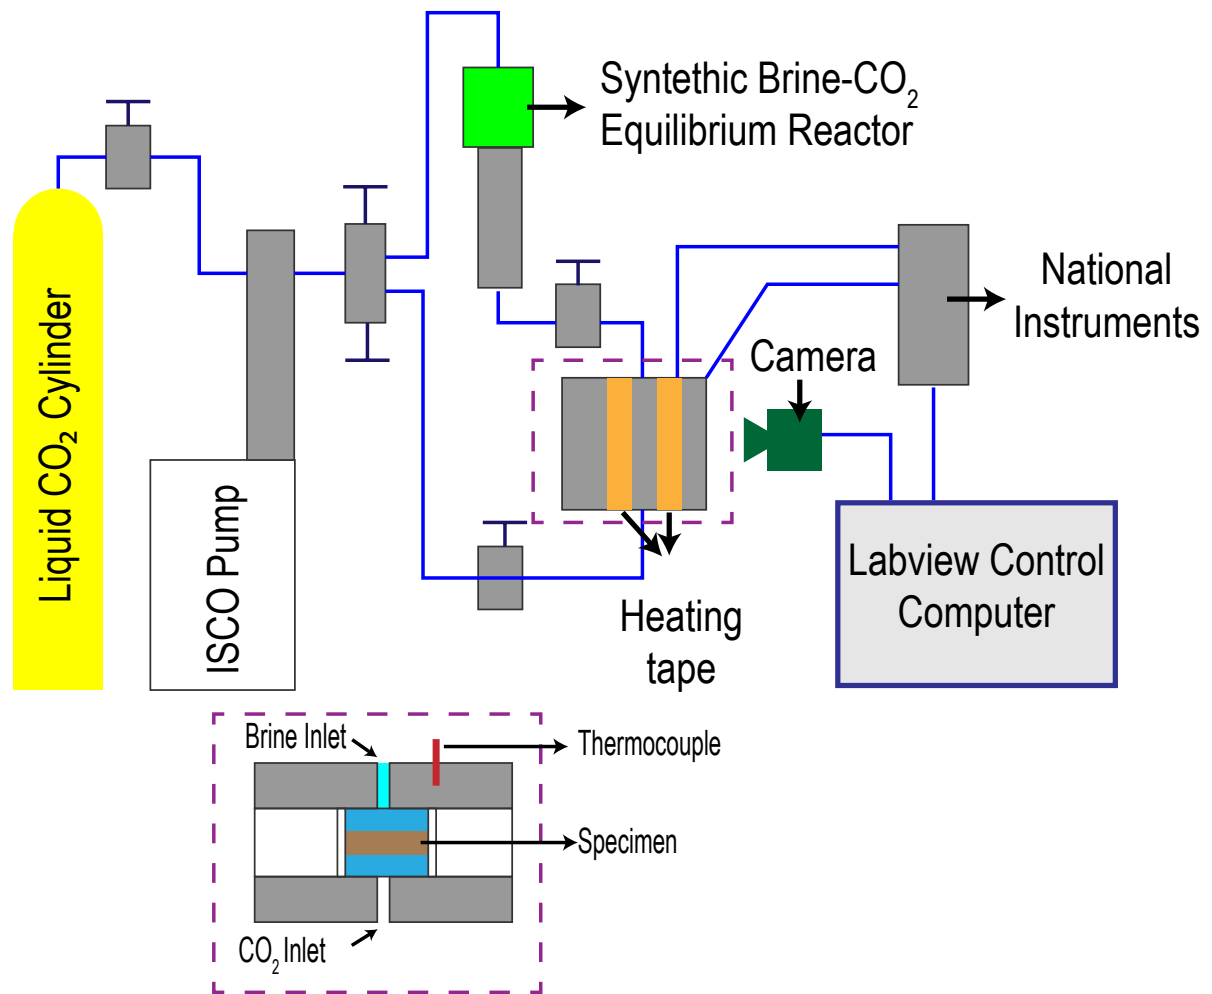 Syntethic Brine-CO₂
Equilibrium Reactor
National
Instruments
Camera
Liquid CO₂ Cylinder
ISCO Pump
Labview Control
Computer
Heating
tape
Brine Inlet
Thermocouple
Specimen
CO₂ Inlet